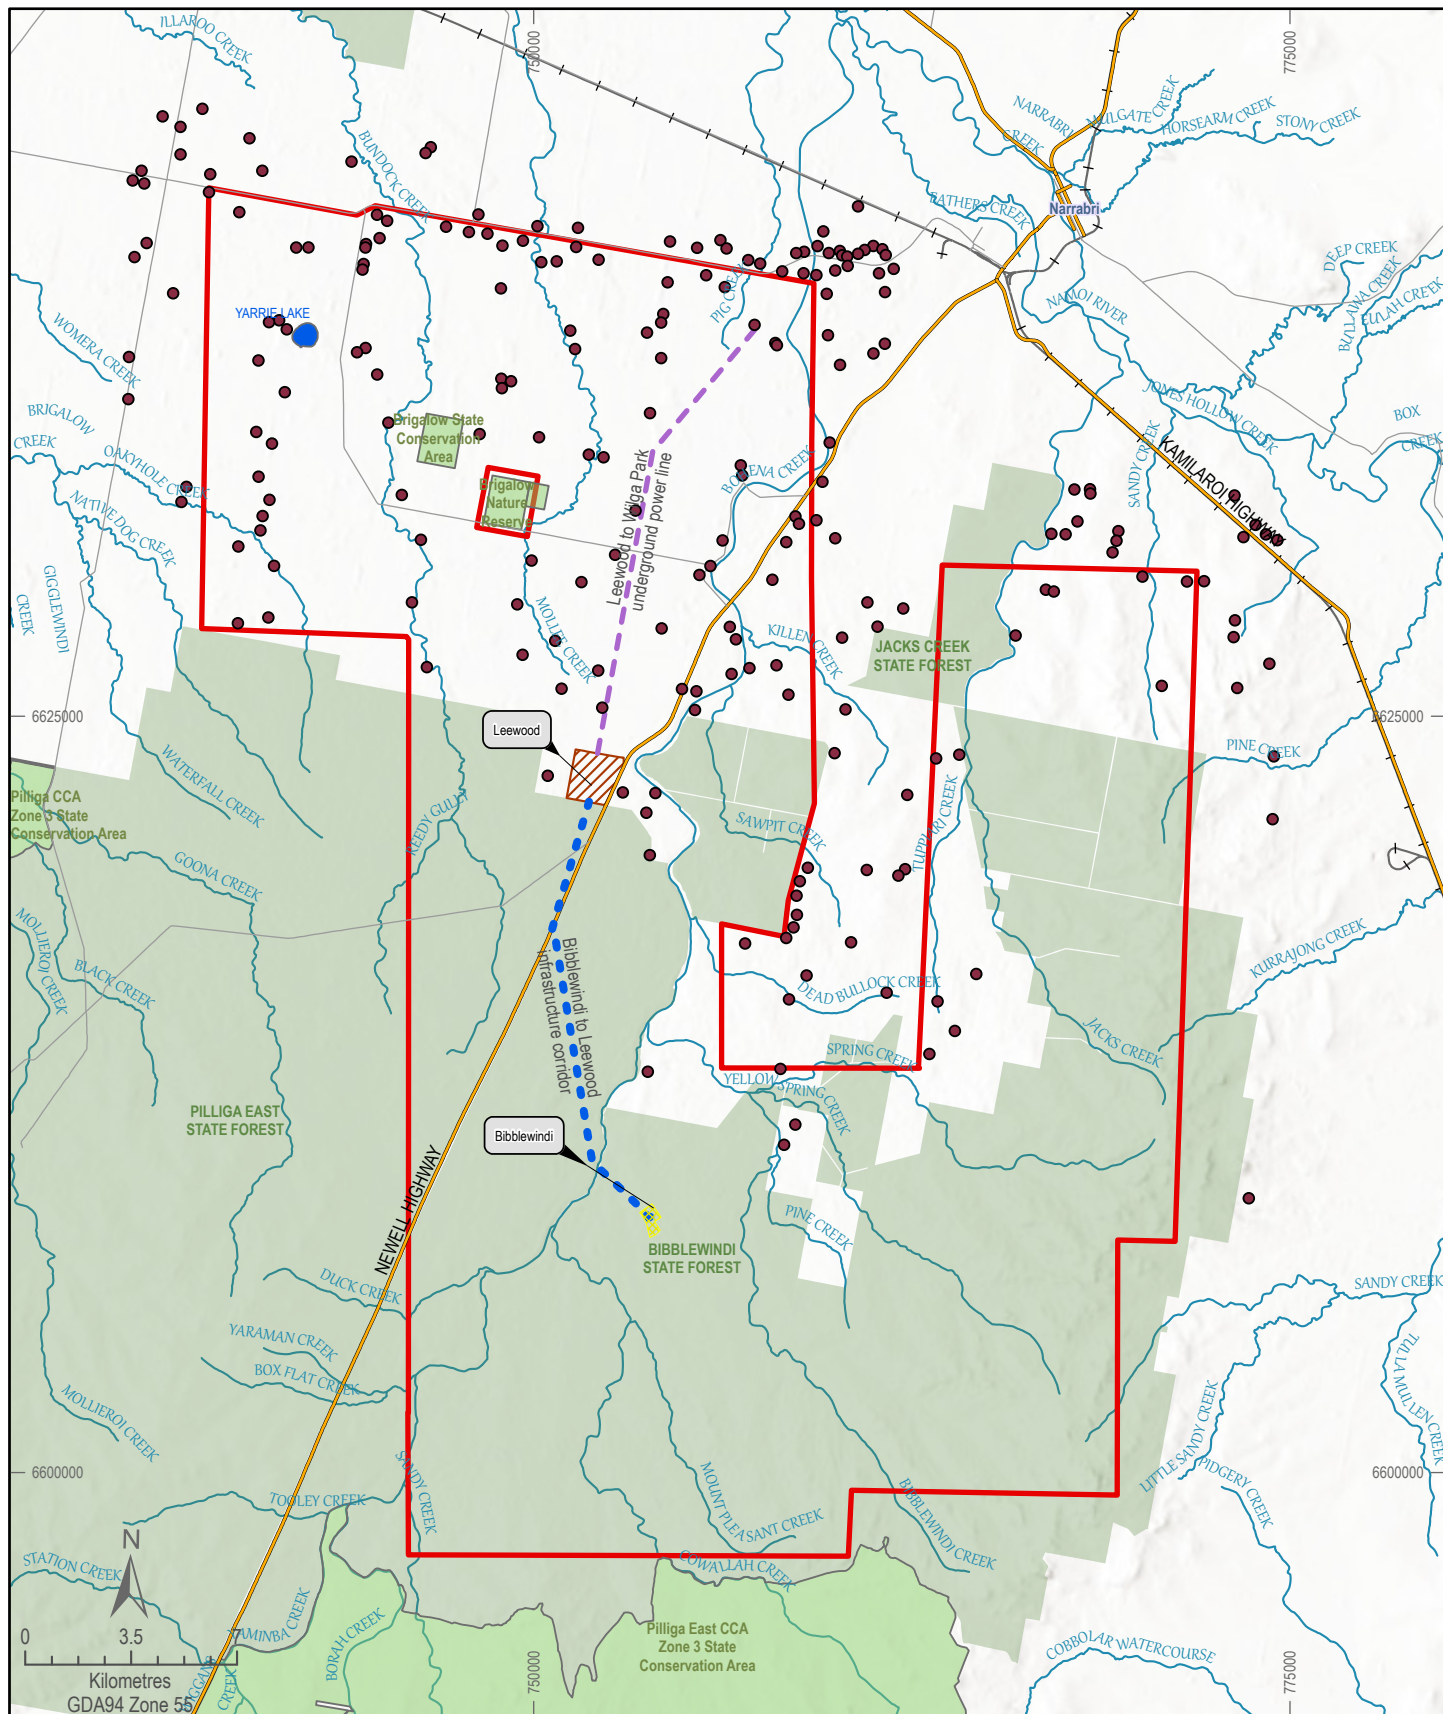 ILLAROO CREEK
750000
775000
NARRABRI
CREEK
MULGATE CREEK
HORSEARM CREEK
STONY CREEK
BUNDOCK CREEK
BATHERS CREEK
Narrabri
DEEP CREEK
BULLAWA CREEK
EULAH CREEK
PIG CREEK
NAMOI RIVER
YARRIE LAKE
WOMERA CREEK
JONES HOLLOW CREEK
BOX
CREEK
BRIGALOW
CREEK
Brigalow State
Conservation
Area
OAKYHOLE CREEK
NATIVE DOG CREEK
Brigalow
Nature
Reserve
BOHENA CREEK
SANDY CREEK
KAMILAROI HIGHWAY
Leewood to Wilga Park
underground power line
GIGGLEWINDI
CREEK
MOLLEE CREEK
KILLEN CREEK
JACKS CREEK
STATE FOREST
6625000
6625000
Leewood
PINE CREEK
WATERFALL CREEK
Pilliga CCA
Zone 3 State
Conservation Area
REEDY GULLY
SAWPIT CREEK
TUPPIARI CREEK
GOONA CREEK
MOLLIEROI CREEK
BLACK CREEK
Bibblewindi to Leewood
infrastructure corridor
DEAD BULLOCK CREEK
KURRAJONG CREEK
JACKS CREEK
SPRING CREEK
YELLOW SPRING CREEK
PILLIGA EAST
STATE FOREST
Bibblewindi
NEWELL HIGHWAY
PINE CREEK
BIBBLEWINDI
STATE FOREST
DUCK CREEK
SANDY CREEK
YARAMAN CREEK
BOX FLAT CREEK
TULLA MULLEN CREEK
MOLLIEROI CREEK
LITTLE SANDY CREEK
PIDGERY CREEK
6600000
6600000
SANDY CREEK
MOUNT PLEASANT CREEK
BIBBLEWINDI CREEK
TOOLEY CREEK
N
STATION CREEK
COWALLAH CREEK
YAMINBA CREEK
BORAH CREEK
Pilliga East CCA
Zone 3 State
Conservation Area
COBBOLAR WATERCOURSE
0 3.5 7
Kilometres
GDA94 Zone 55
CREEK
750000
775000